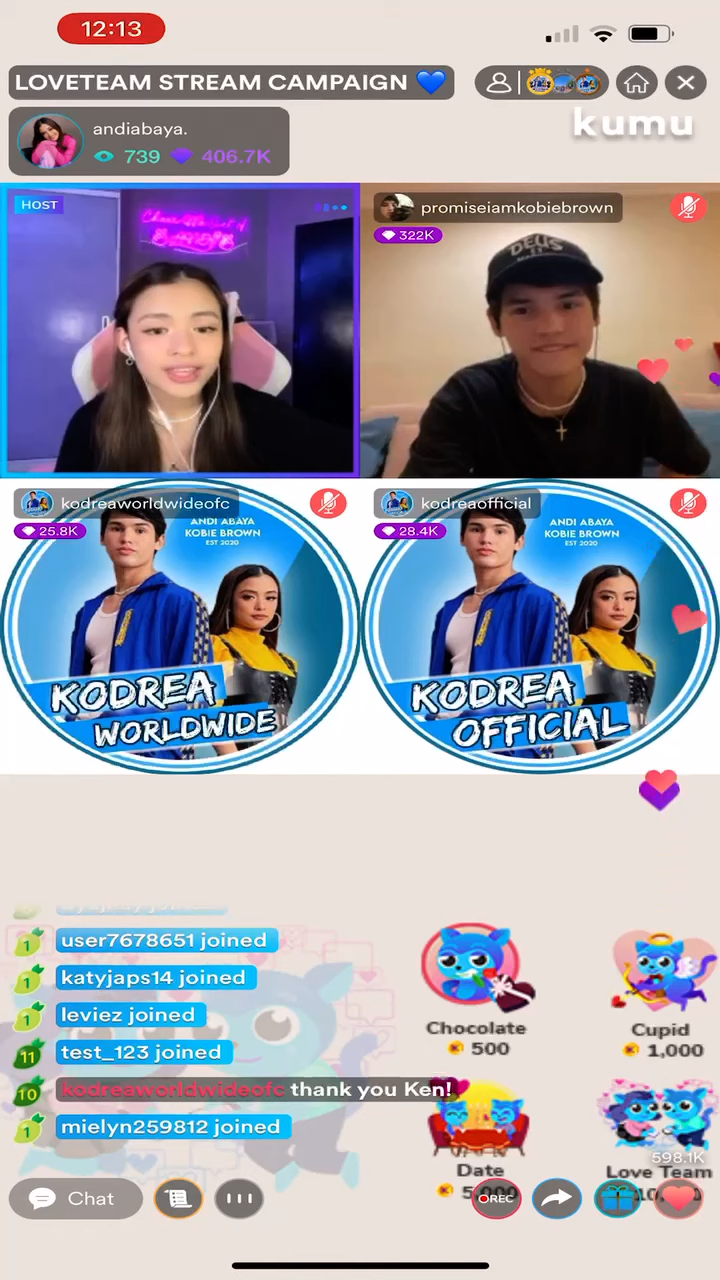 12:13
LOVETEAM STREAM CAMPAIGN 💙
andiabaya.
739 406.7K
kumu
HOST
promiseiamkobiebrown
322K
DEUS
kodreaworldwideofc
25.8K
ANDI ABAYA
KOBIE BROWN
EST 2020
KODREA
WORLDWIDE
kodreaofficial
28.4K
ANDI ABAYA
KOBIE BROWN
EST 2020
KODREA
OFFICIAL
1 user7678651 joined
1 katyjaps14 joined
1 leviez joined
11 test_123 joined
10 kodreaworldwideofc thank you Ken!
1 mielyn259812 joined
Chocolate
500
Cupid
1,000
Date
598.1K
Love Team
Chat
REC